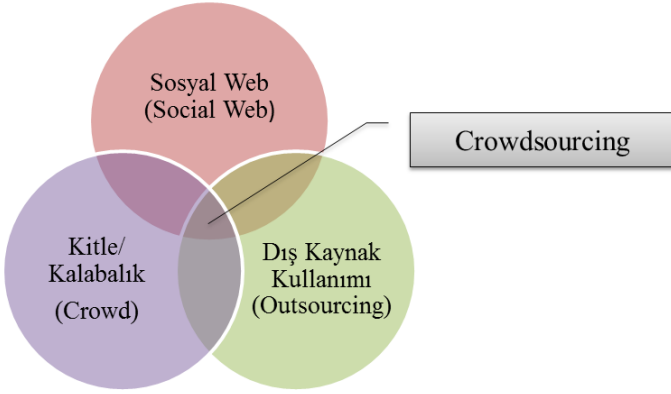 Sosyal Web
(Social Web)
Crowdsourcing
Kitle/
Kalabalık
(Crowd)
Dış Kaynak
Kullanımı
(Outsourcing)